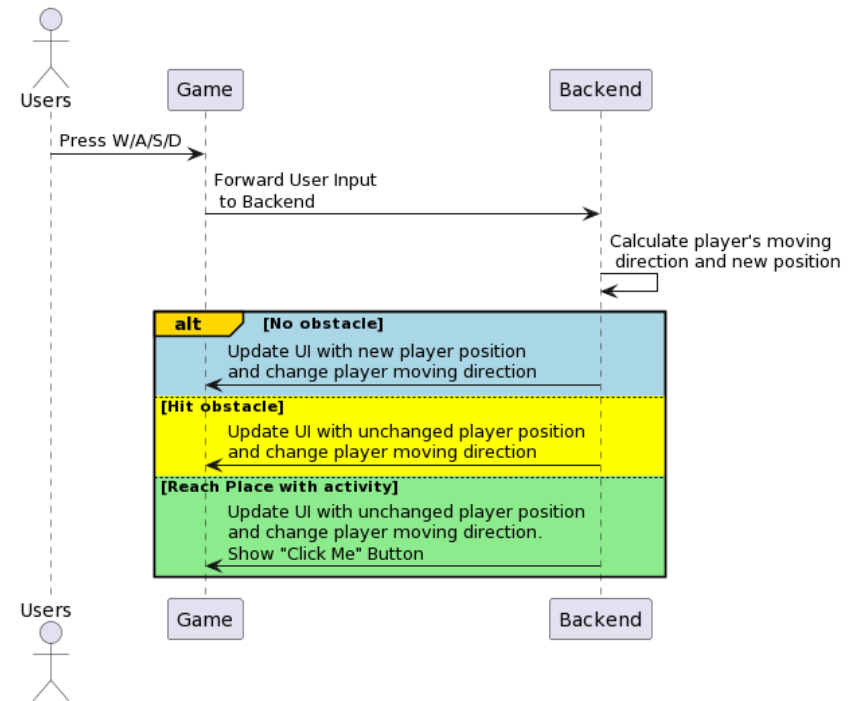 Users
Game
Backend
Press W/A/S/D
Forward User Input
to Backend
Calculate player's moving
direction and new position
alt
[No obstacle]
Update UI with new player position
and change player moving direction
[Hit obstacle]
Update UI with unchanged player position
and change player moving direction
[Reach Place with activity]
Update UI with unchanged player position
and change player moving direction.
Show "Click Me" Button
Users
Game
Backend